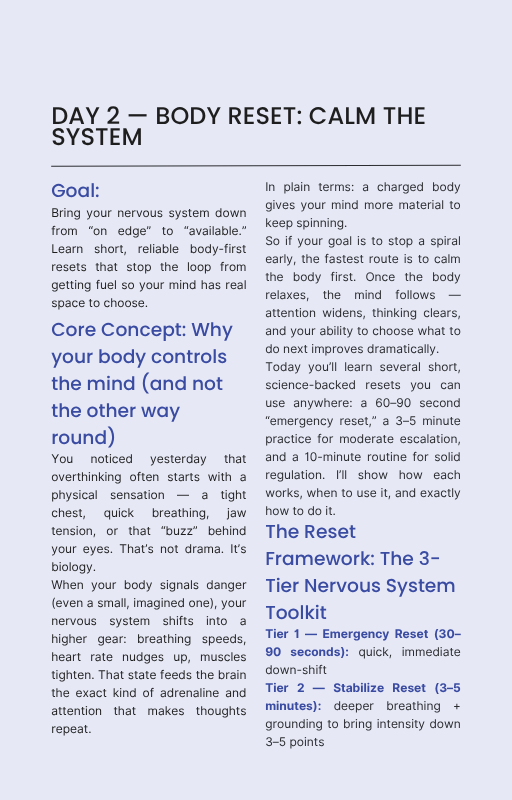 DAY 2 — BODY RESET: CALM THE
SYSTEM
Goal:
Bring your nervous system down
from “on edge” to “available.”
Learn short, reliable body-first
resets that stop the loop from
getting fuel so your mind has real
space to choose.
Core Concept: Why
your body controls
the mind (and not
the other way
round)
You noticed yesterday that
overthinking often starts with a
physical sensation — a tight
chest, quick breathing, jaw
tension, or that “buzz” behind
your eyes. That’s not drama. It’s
biology.
When your body signals danger
(even a small, imagined one), your
nervous system shifts into a
higher gear: breathing speeds,
heart rate nudges up, muscles
tighten. That state feeds the brain
the exact kind of adrenaline and
attention that makes thoughts
repeat.
In plain terms: a charged body
gives your mind more material to
keep spinning.
So if your goal is to stop a spiral
early, the fastest route is to calm
the body first. Once the body
relaxes, the mind follows —
attention widens, thinking clears,
and your ability to choose what to
do next improves dramatically.
Today you’ll learn several short,
science-backed resets you can
use anywhere: a 60–90 second
“emergency reset,” a 3–5 minute
practice for moderate escalation,
and a 10-minute routine for solid
regulation. I’ll show how each
works, when to use it, and exactly
how to do it.
The Reset
Framework: The 3-
Tier Nervous System
Toolkit
Tier 1 — Emergency Reset (30–
90 seconds): quick, immediate
down-shift
Tier 2 — Stabilize Reset (3–5
minutes): deeper breathing +
grounding to bring intensity down
3–5 points